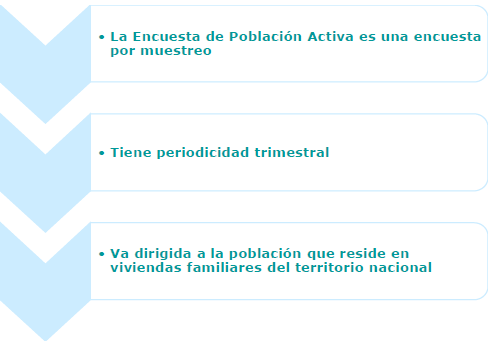 • La Encuesta de Población Activa es una encuesta
por muestreo
• Tiene periodicidad trimestral
• Va dirigida a la población que reside en
viviendas familiares del territorio nacional